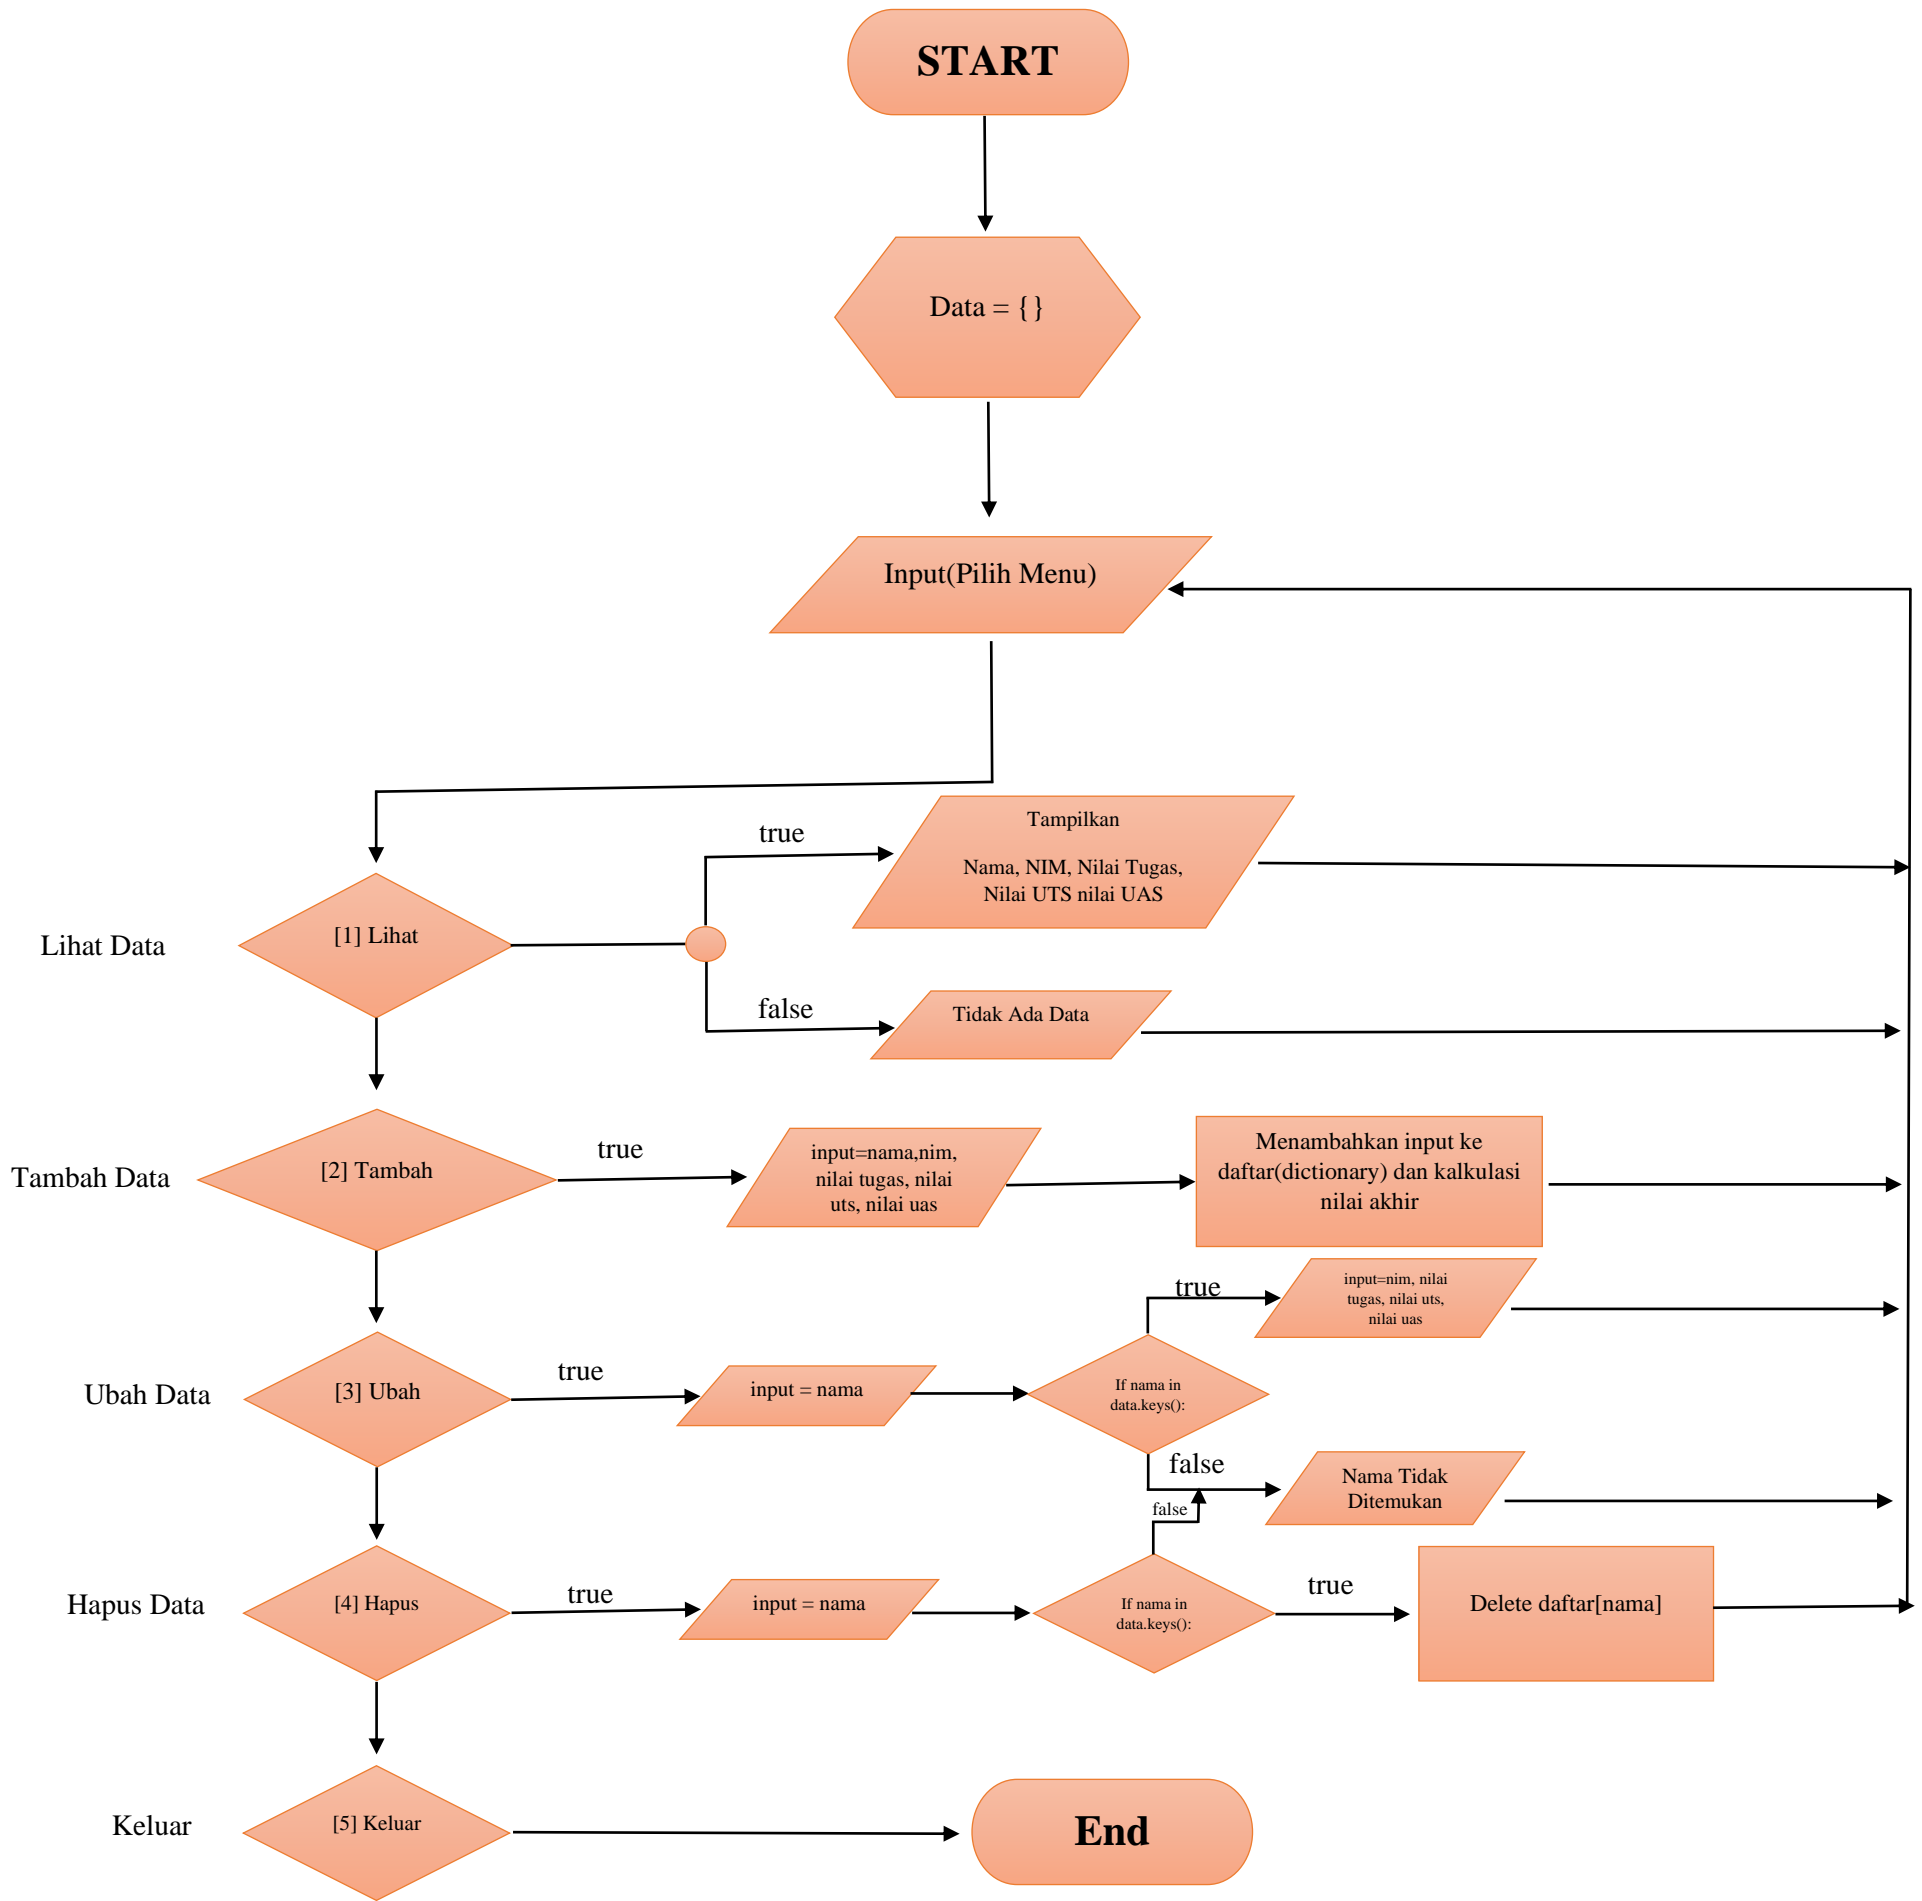 START
Data = {}
Input(Pilih Menu)
true
Tampilkan
Nama, NIM, Nilai Tugas,
Nilai UTS nilai UAS
Lihat Data
[1] Lihat
false
Tidak Ada Data
Tambah Data
[2] Tambah
true
input=nama,nim,
nilai tugas, nilai
uts, nilai uas
Menambahkan input ke
daftar(dictionary) dan kalkulasi
nilai akhir
true
input=nim, nilai
tugas, nilai uts,
nilai uas
Ubah Data
[3] Ubah
true
input = nama
If nama in
data.keys():
false
Nama Tidak
Ditemukan
false
Hapus Data
[4] Hapus
true
input = nama
If nama in
data.keys():
true
Delete daftar[nama]
Keluar
[5] Keluar
End